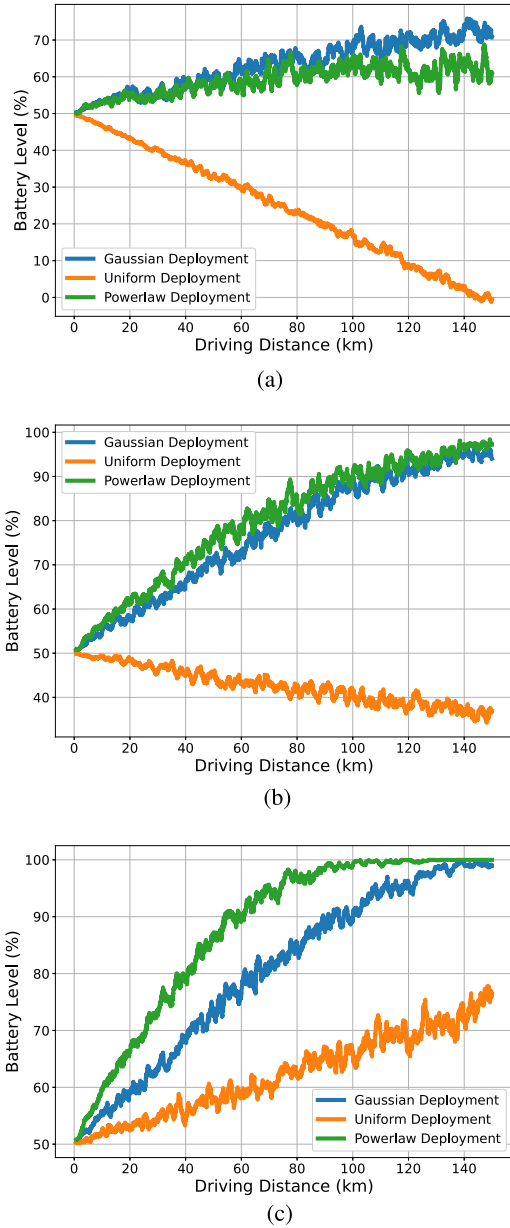 70
60
50
40
30
20
10
0
Battery Level (%)
Gaussian Deployment
Uniform Deployment
Powerlaw Deployment
0 20 40 60 80 100 120 140
Driving Distance (km)
(a)
100
90
80
70
60
50
40
Battery Level (%)
Gaussian Deployment
Uniform Deployment
Powerlaw Deployment
0 20 40 60 80 100 120 140
Driving Distance (km)
(b)
100
90
80
70
60
50
Battery Level (%)
Gaussian Deployment
Uniform Deployment
Powerlaw Deployment
0 20 40 60 80 100 120 140
Driving Distance (km)
(c)